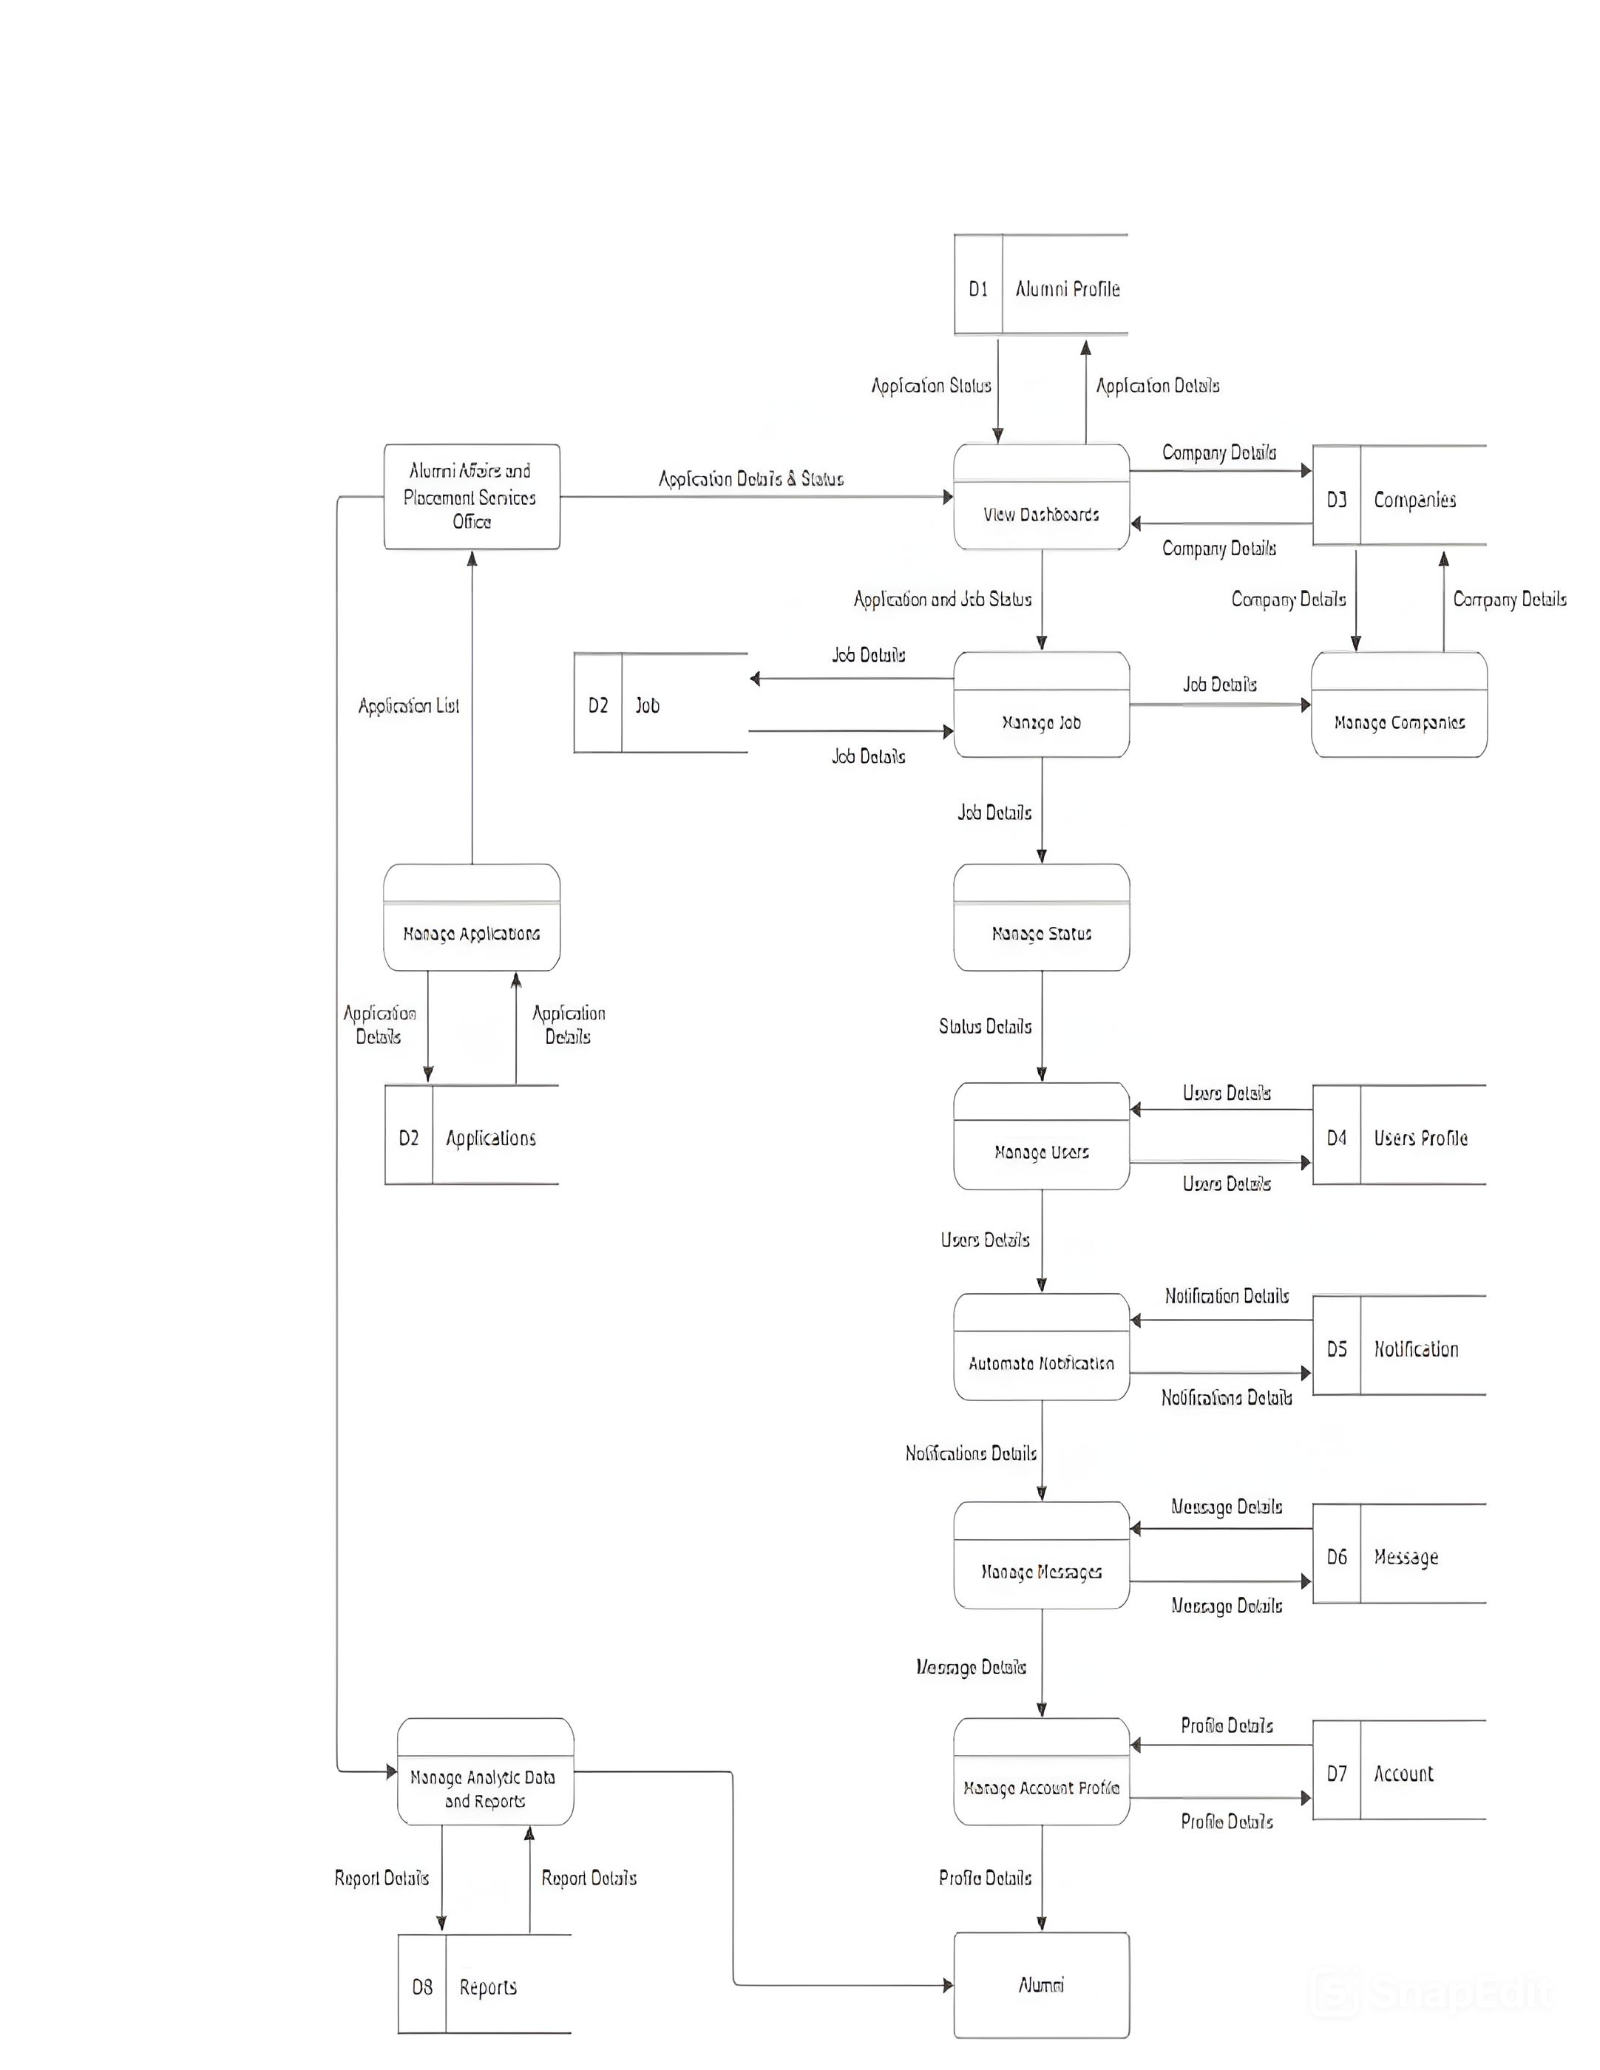 D1
Alumni Profile
Application Status
Application Details
Alumni Affairs and
Placement Services
Office
Application Details & Status
View Dashboards
Company Details
Company Details
D3
Companies
Application and Job Status
Company Details
Company Details
D2
Job
Job Details
Job Details
Manage Job
Job Details
Manage Companies
Application List
Job Details
Manage Applications
Manage Status
Application
Details
Application
Details
Status Details
D2
Applications
Manage Users
Users Details
Users Details
D4
Users Profile
Users Details
Automate Notification
Notification Details
Notifications Details
D5
Notification
Notifications Details
Manage Messages
Message Details
Message Details
D6
Message
Message Details
Manage Analytic Data
and Reports
Manage Account Profile
Profile Details
Profile Details
D7
Account
Report Details
Report Details
Profile Details
D8
Reports
Alumni
SnapEdit